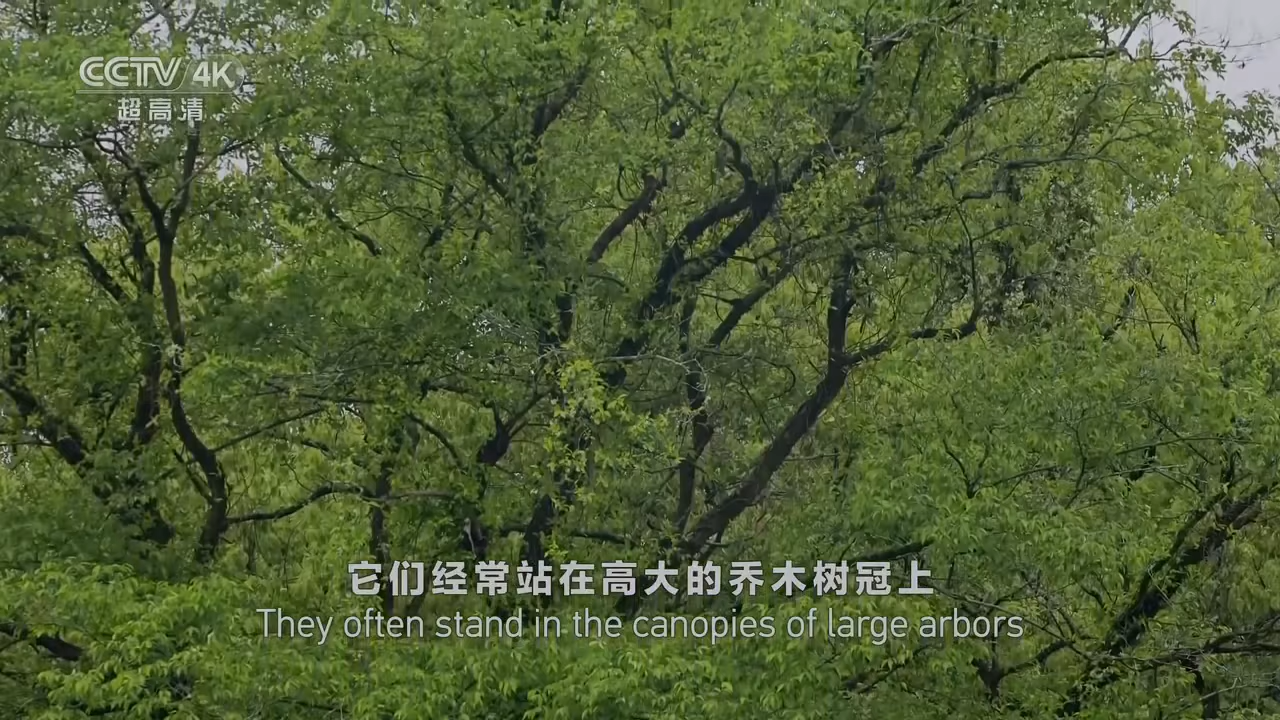 CCTV 4K
超高清
它们经常站在高大的乔木树冠上
They often stand in the canopies of large arbors